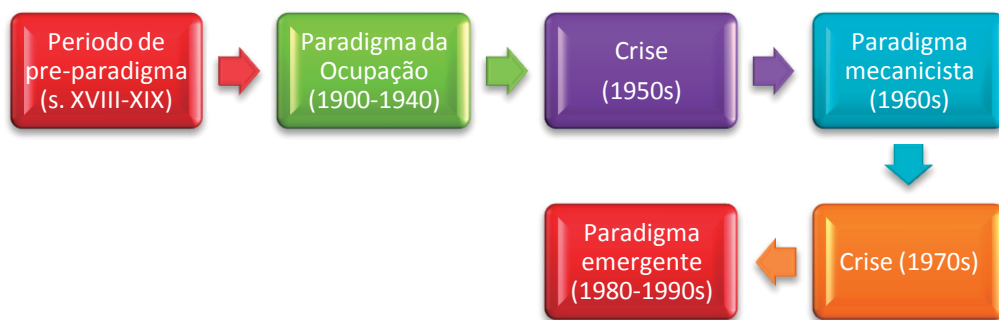 Periodo de
pre-paradigma
(s. XVIII-XIX)
Paradigma da
Ocupação
(1900-1940)
Crise
(1950s)
Paradigma
mecanicista
(1960s)
Crise (1970s)
Paradigma
emergente
(1980-1990s)